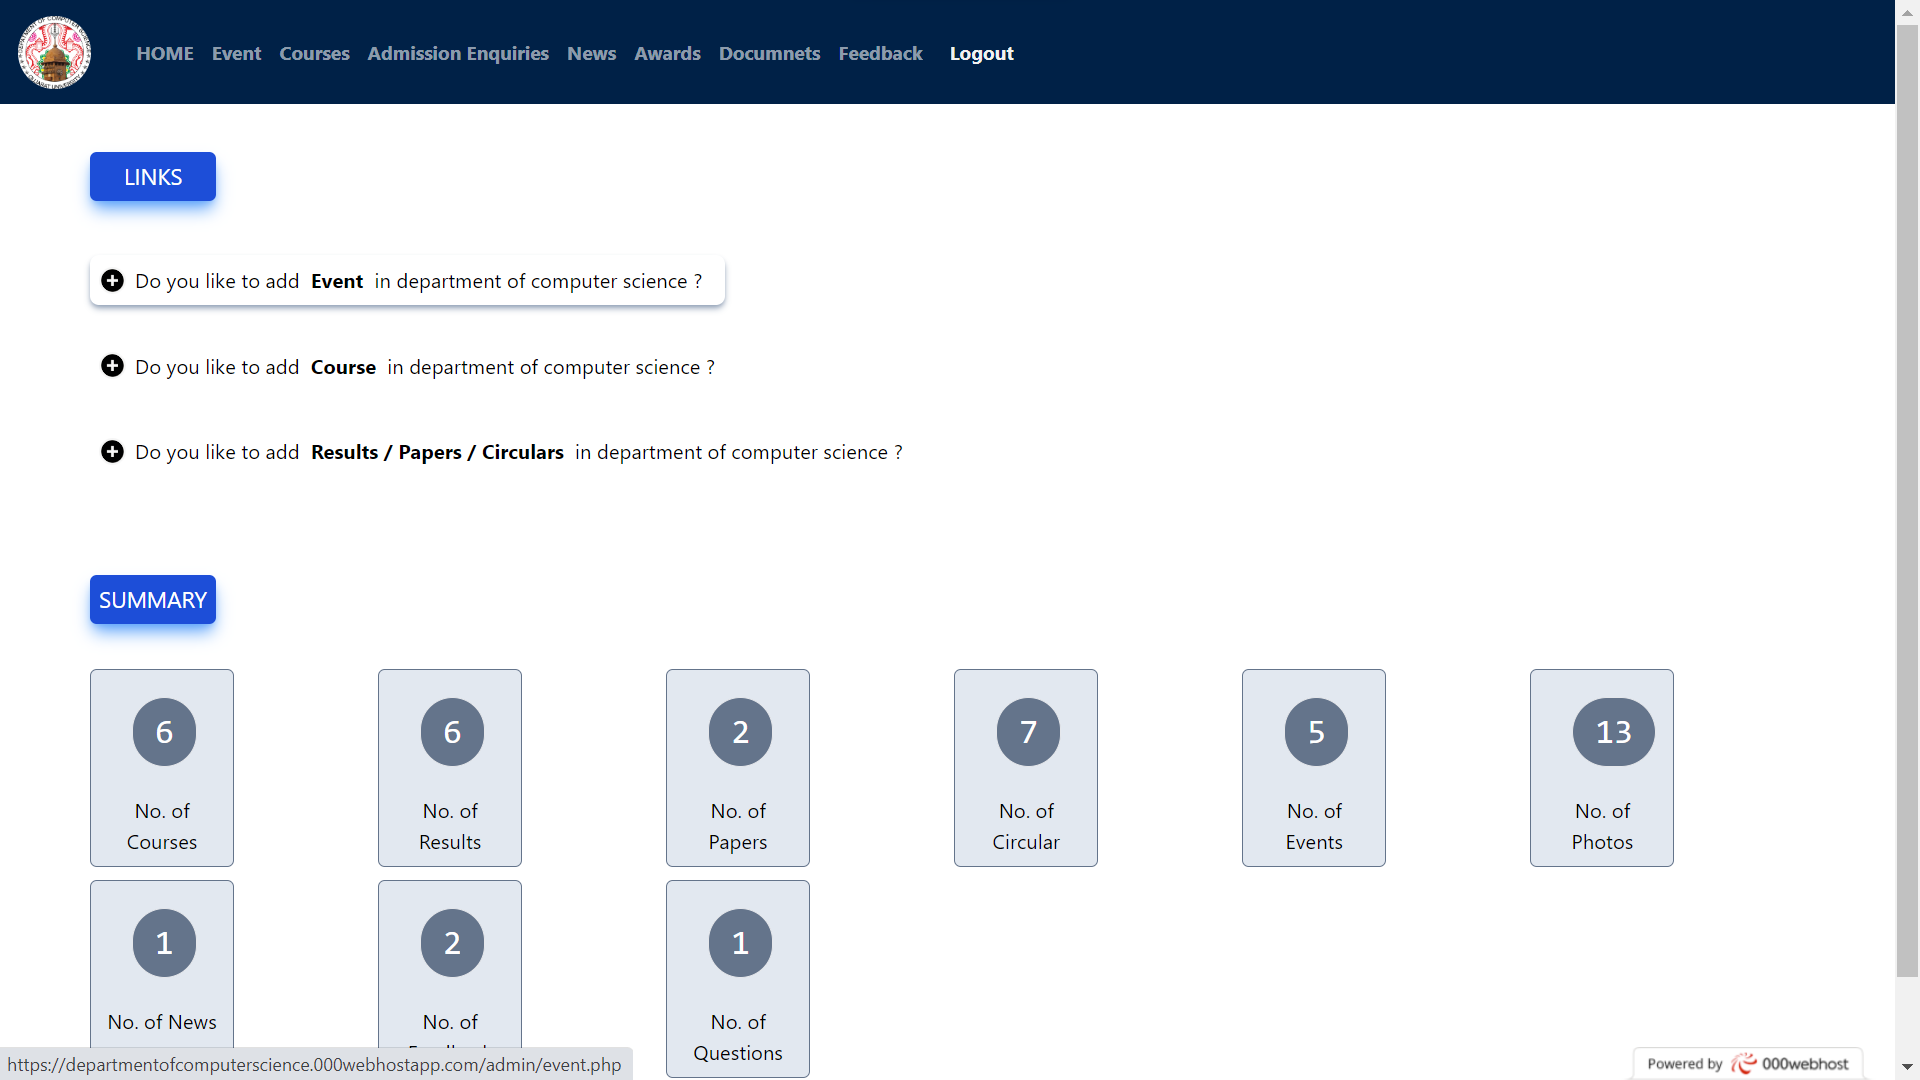 HOME Event Courses Admission Enquiries News Awards Documnets Feedback Logout
LINKS
Do you like to add Event in department of computer science ?
Do you like to add Course in department of computer science ?
Do you like to add Results / Papers / Circulars in department of computer science ?
SUMMARY
6 6 2 7 5 13
No. of No. of No. of No. of No. of No. of
Courses Results Papers Circular Events Photos
1 2 1
No. of News No. of No. of
Questions
https://departmentofcomputerscience.000webhostapp.com/admin/event.php
Powered by 000webhost